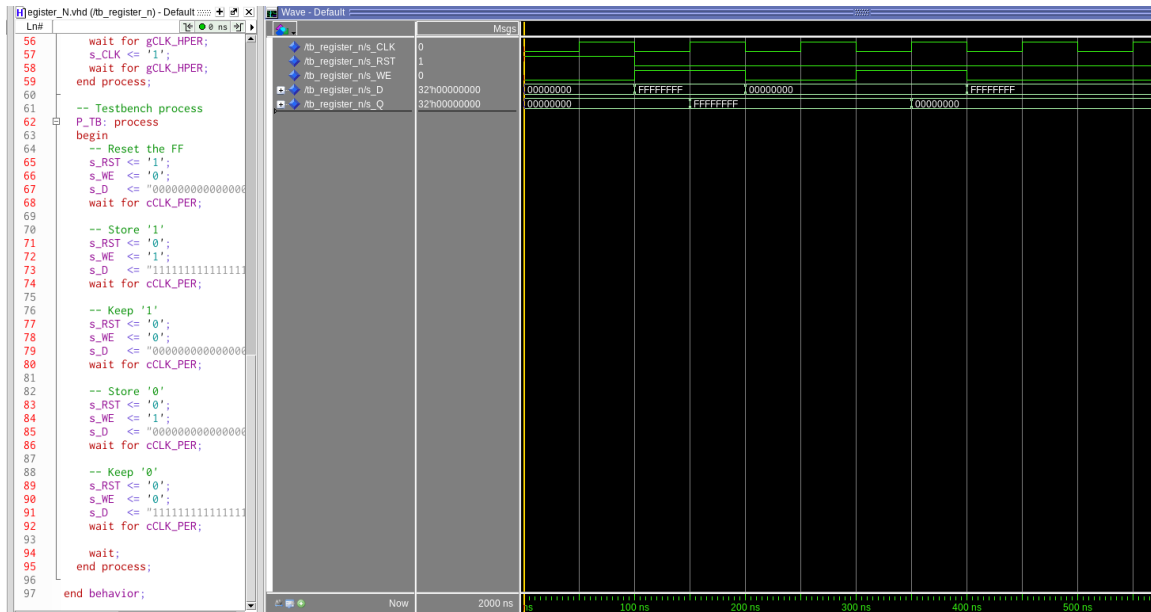 egister_N.vhd (/tb_register_n) - Default
Ln#
0 ns
56 wait for gCLK_HPER;
57 s_CLK <= '1';
58 wait for gCLK_HPER;
59 end process;
60
61 -- Testbench process
62 P_TB: process
63 begin
64 -- Reset the FF
65 s_RST <= '1';
66 s_WE <= '0';
67 s_D <= "000000000000000
68 wait for cCLK_PER;
69
70 -- Store '1'
71 s_RST <= '0';
72 s_WE <= '1';
73 s_D <= "111111111111111
74 wait for cCLK_PER;
75
76 -- Keep '1'
77 s_RST <= '0';
78 s_WE <= '0';
79 s_D <= "000000000000000
80 wait for cCLK_PER;
81
82 -- Store '0'
83 s_RST <= '0';
84 s_WE <= '1';
85 s_D <= "000000000000000
86 wait for cCLK_PER;
87
88 -- Keep '0'
89 s_RST <= '0';
90 s_WE <= '0';
91 s_D <= "111111111111111
92 wait for cCLK_PER;
93
94 wait;
95 end process;
96
97 end behavior;
Wave - Default
Msgs
/tb_register_n/s_CLK 0
/tb_register_n/s_RST 1
/tb_register_n/s_WE 0
/tb_register_n/s_D 32'h00000000 00000000 FFFFFFFF 00000000 FFFFFFFF
/tb_register_n/s_Q 32'h00000000 00000000 FFFFFFFF 00000000
Now 2000 ns
ns 100 ns 200 ns 300 ns 400 ns 500 ns